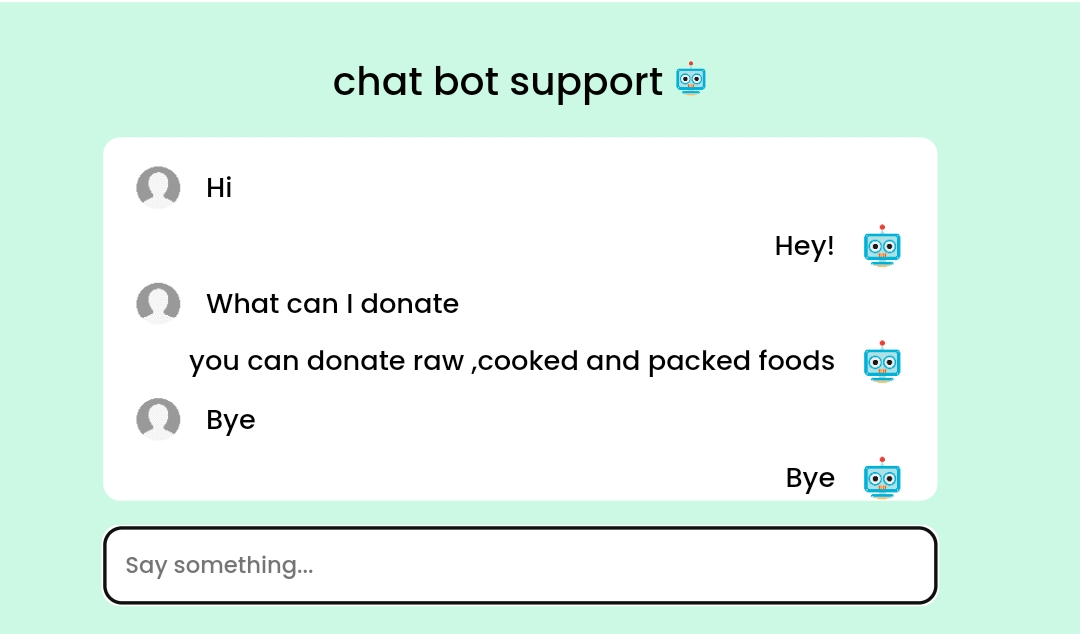 chat bot support
Hi
Hey!
What can I donate
you can donate raw ,cooked and packed foods
Bye
Bye
Say something...